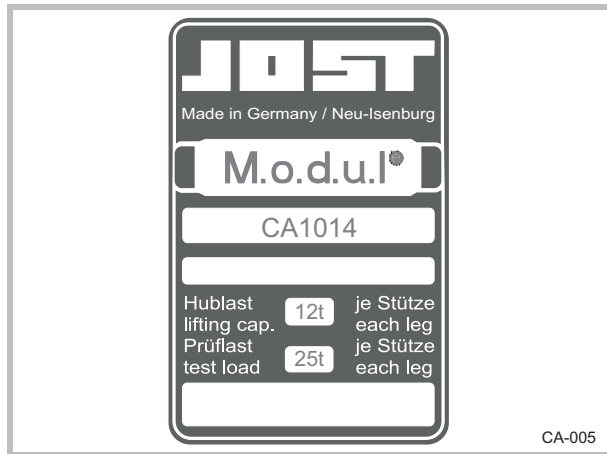 JOST
Made in Germany / Neu-Isenburg
M.o.d.u.l®
CA1014
Hublast 12t je Stütze
lifting cap. each leg
Prüflast 25t je Stütze
test load each leg
CA-005